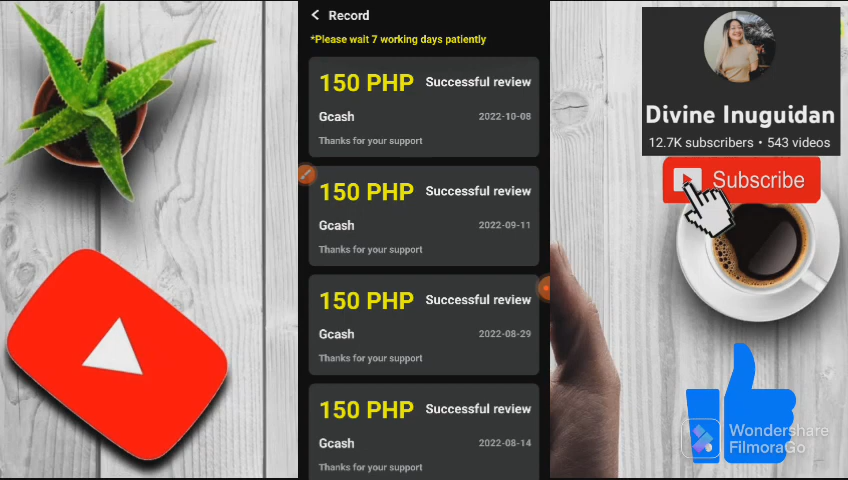 Record
*Please wait 7 working days patiently
150 PHP Successful review
Gcash 2022-10-08
Thanks for your support
150 PHP Successful review
Gcash 2022-09-11
Thanks for your support
150 PHP Successful review
Gcash 2022-08-29
Thanks for your support
150 PHP Successful review
Gcash 2022-08-14
Thanks for your support
Divine Inuguidan
12.7K subscribers • 543 videos
Subscribe
Wondershare
FilmoraGo